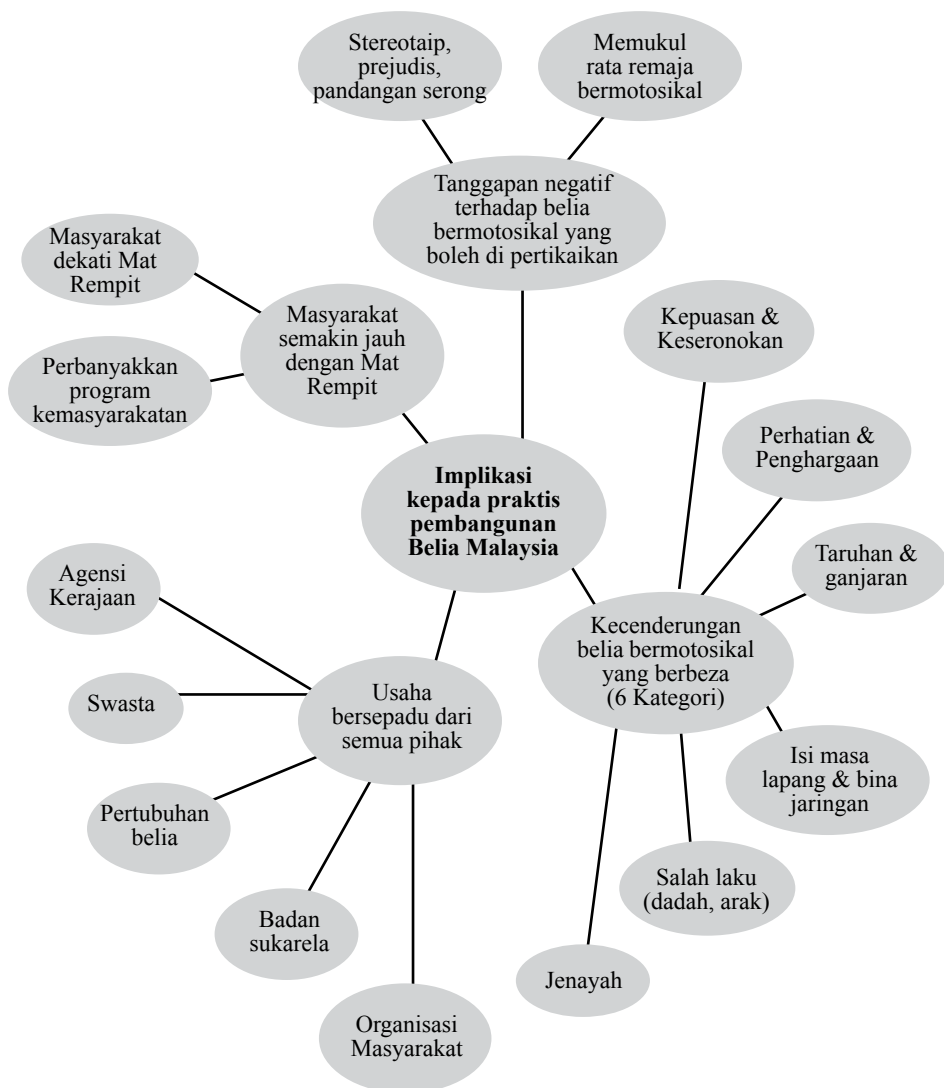 Stereotaip,
prejudis,
pandangan serong
Memukul
rata remaja
bermotosikal
Tanggapan negatif
terhadap belia
bermotosikal yang
boleh di pertikaikan
Masyarakat
dekati Mat
Rempit
Masyarakat
semakin jauh
dengan Mat
Rempit
Perbanyakkan
program
kemasyarakatan
Kepuasan &
Keseronokan
Perhatian &
Penghargaan
Implikasi
kepada praktis
pembangunan
Belia Malaysia
Taruhan &
ganjaran
Agensi
Kerajaan
Kecenderungan
belia bermotosikal
yang berbeza
(6 Kategori)
Usaha
bersepadu dari
semua pihak
Swasta
Isi masa
lapang & bina
jaringan
Pertubuhan
belia
Salah laku
(dadah, arak)
Badan
sukarela
Jenayah
Organisasi
Masyarakat